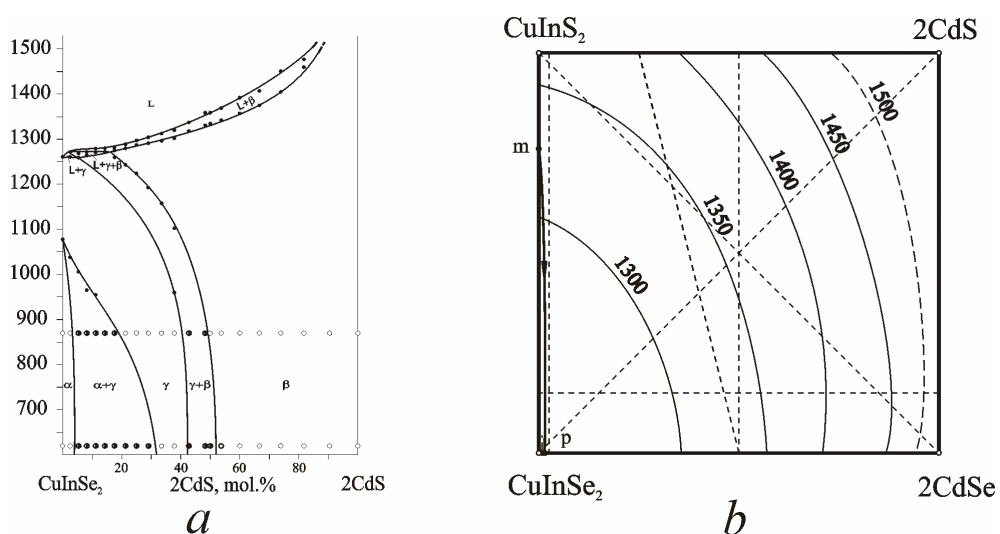 1500
1400
1300
1200
1100
1000
900
800
700
L
L+β
L+γ
L+γ+β
α
α+γ
γ
γ+β
β
20
40
60
80
CuInSe2
2CdS, mol.%
2CdS
a
CuInS2
2CdS
m
1300
1350
1400
1450
1500
p
CuInSe2
2CdSe
b